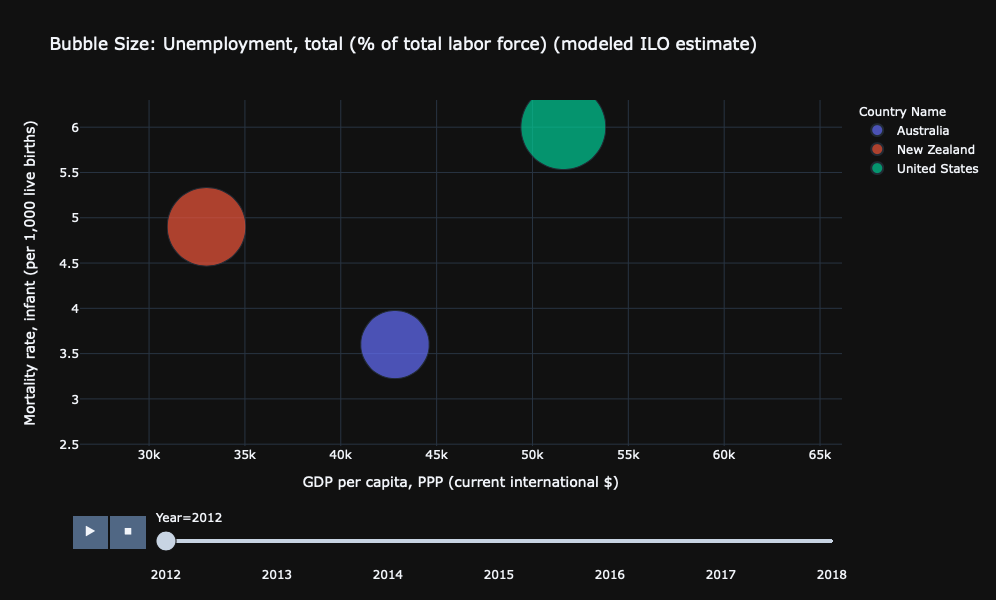 Bubble Size: Unemployment, total (% of total labor force) (modeled ILO estimate)
Country Name
Australia
New Zealand
United States
Mortality rate, infant (per 1,000 live births)
6
5.5
5
4.5
4
3.5
3
2.5
30k 35k 40k 45k 50k 55k 60k 65k
GDP per capita, PPP (current international $)
Year=2012
2012 2013 2014 2015 2016 2017 2018